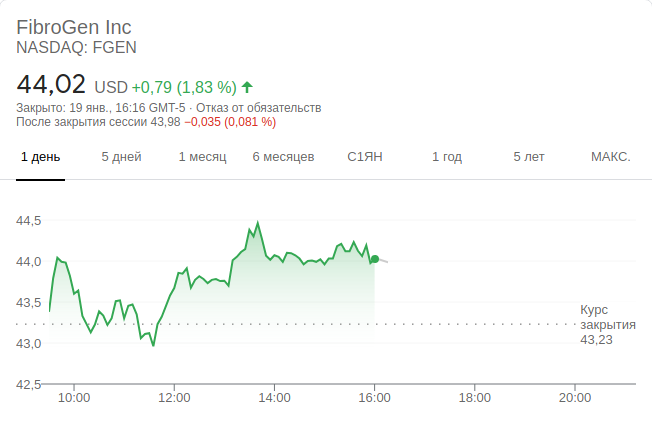 FibroGen Inc
NASDAQ: FGEN
44,02 USD +0,79 (1,83 %)
Закрыто: 19 янв., 16:16 GMT-5 · Отказ от обязательств
После закрытия сессии 43,98 −0,035 (0,081 %)
1 день 5 дней 1 месяц 6 месяцев С1ЯН 1 год 5 лет МАКС.
44,5
44,0
43,5
Курс
закрытия
43,23
43,0
42,5
10:00 12:00 14:00 16:00 18:00 20:00